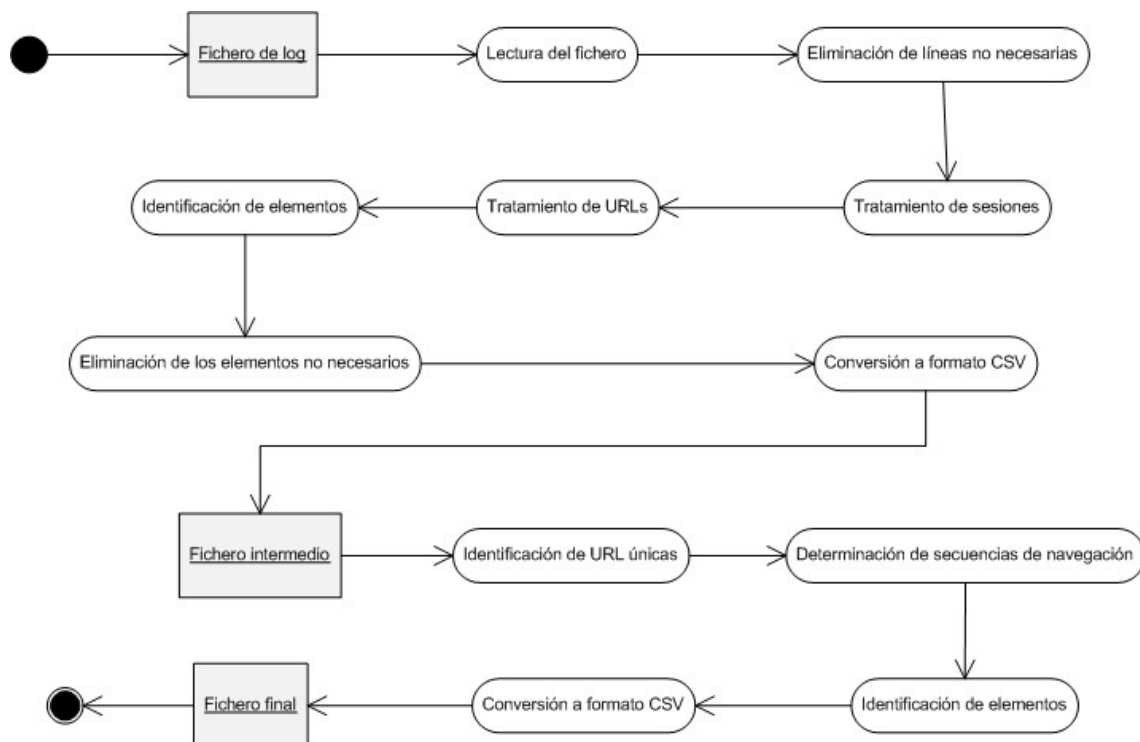 Fichero de log
Lectura del fichero
Eliminación de líneas no necesarias
Identificación de elementos
Tratamiento de URLs
Tratamiento de sesiones
Eliminación de los elementos no necesarios
Conversión a formato CSV
Fichero intermedio
Identificación de URL únicas
Determinación de secuencias de navegación
Fichero final
Conversión a formato CSV
Identificación de elementos